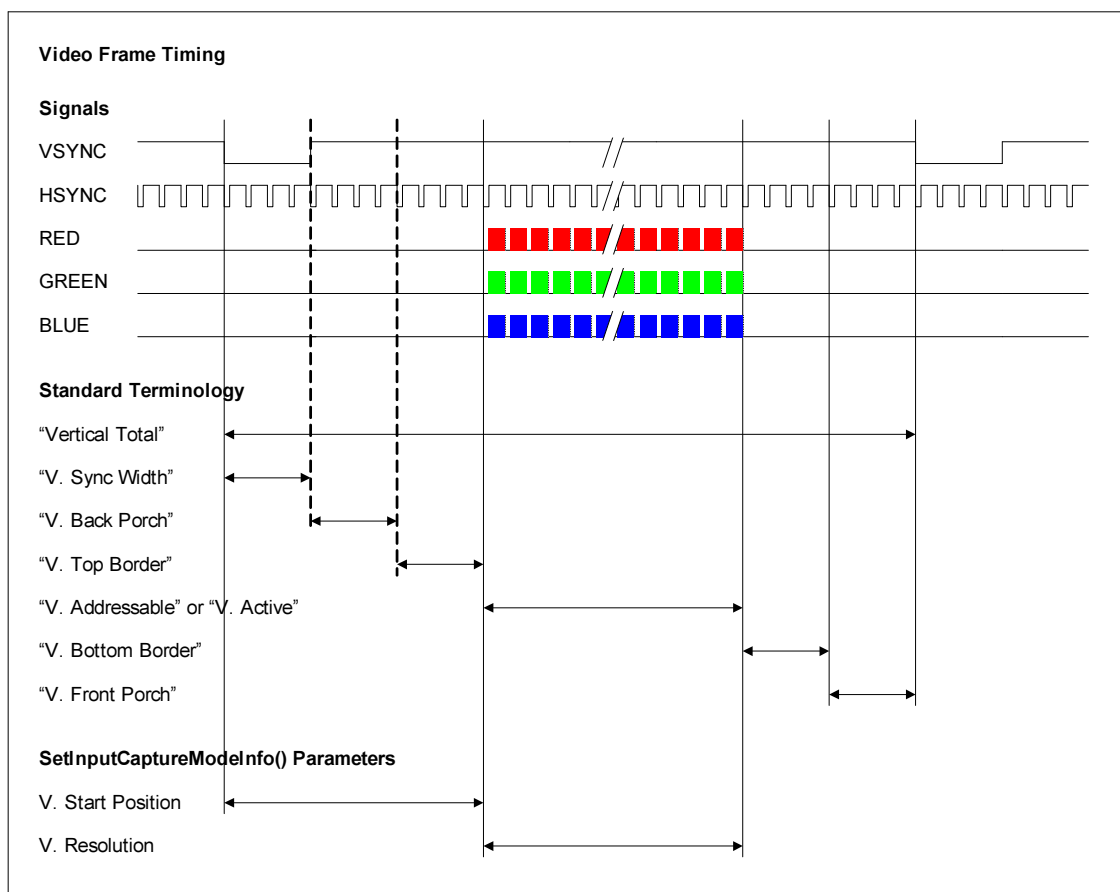 Video Frame Timing
Signals
VSYNC
HSYNC
RED
GREEN
BLUE
Standard Terminology
“Vertical Total”
“V. Sync Width”
“V. Back Porch”
“V. Top Border”
“V. Addressable” or “V. Active”
“V. Bottom Border”
“V. Front Porch”
SetInputCaptureModeInfo() Parameters
V. Start Position
V. Resolution